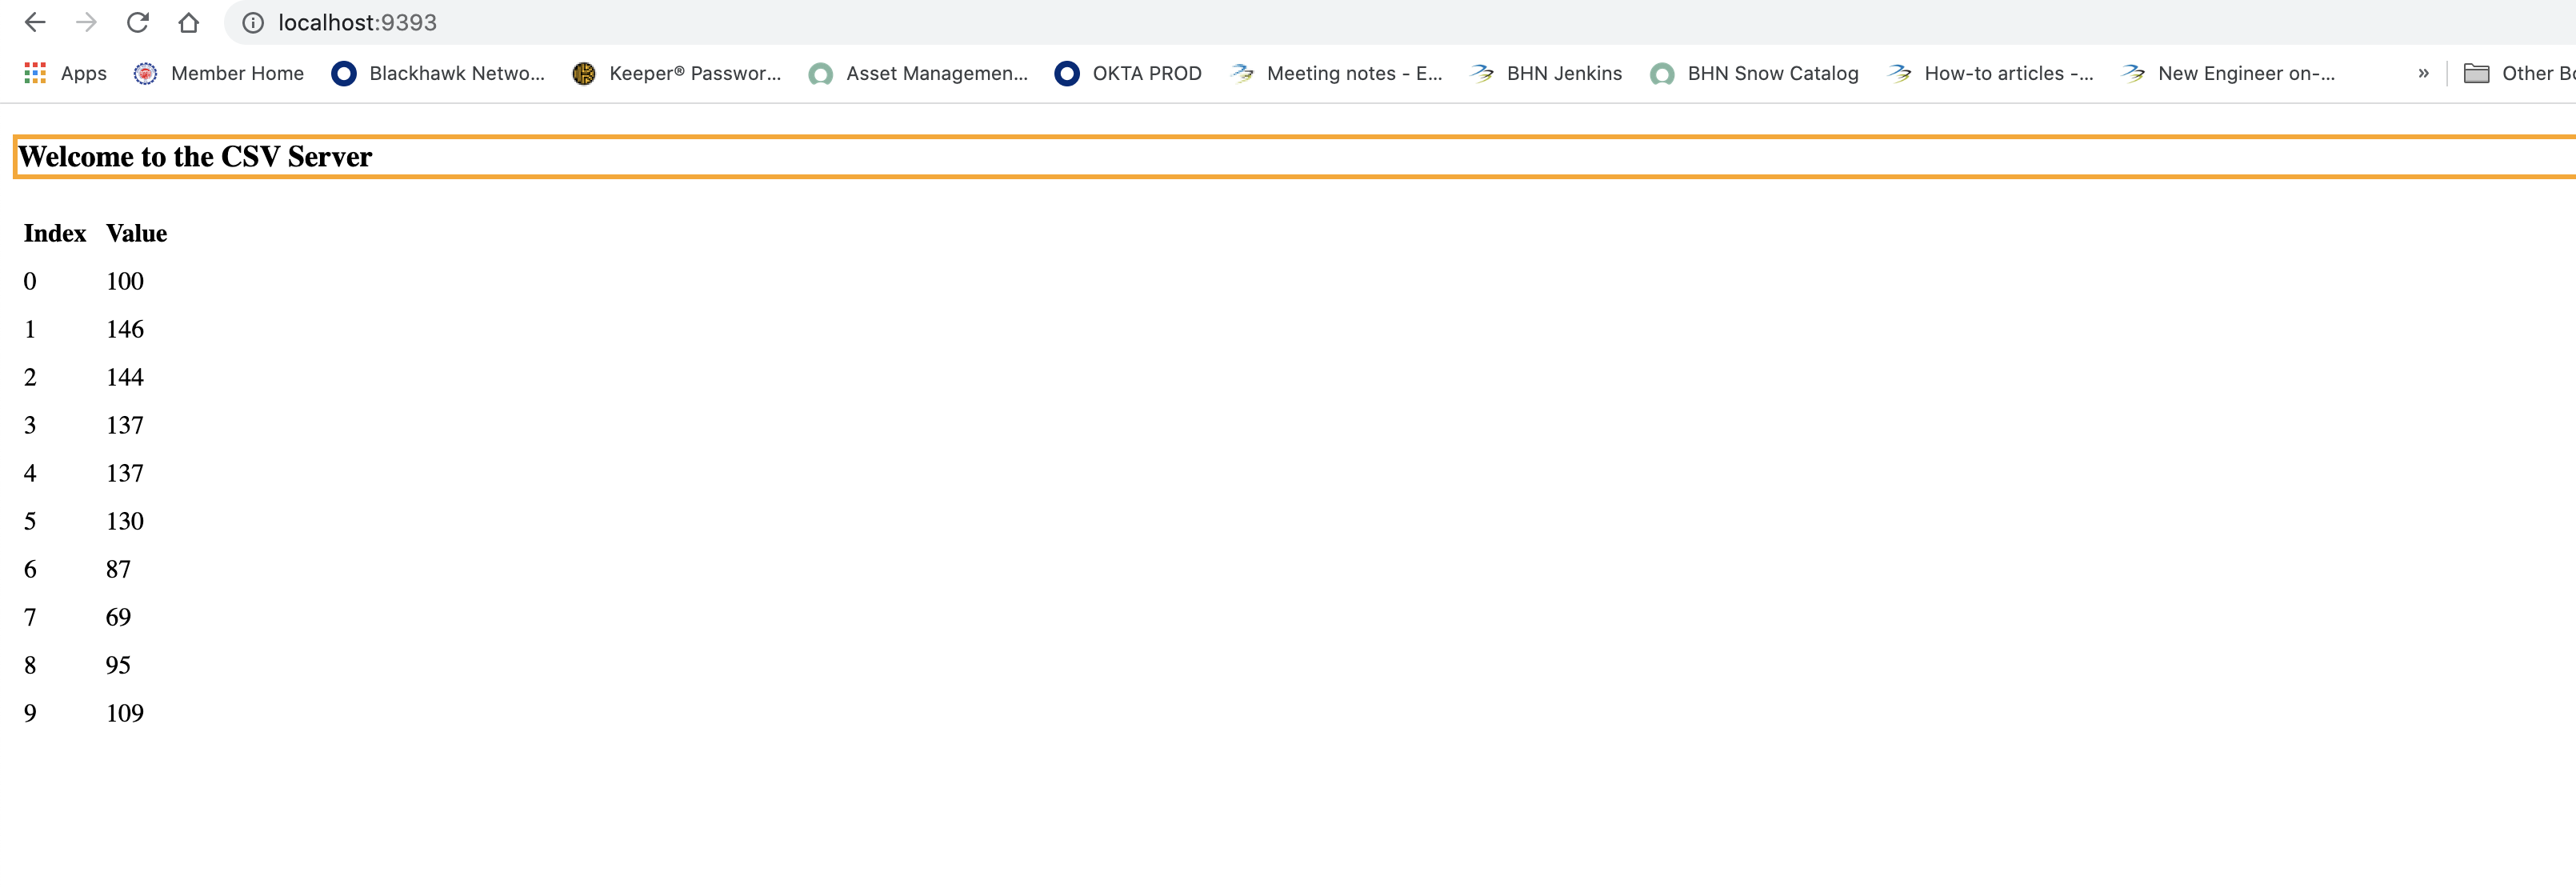 localhost:9393
Apps Member Home Blackhawk Netwo... Keeper® Passwor... Asset Managemen... OKTA PROD Meeting notes - E... BHN Jenkins BHN Snow Catalog How-to articles -... New Engineer on-... » Other Bo
Welcome to the CSV Server
Index Value
0 100
1 146
2 144
3 137
4 137
5 130
6 87
7 69
8 95
9 109